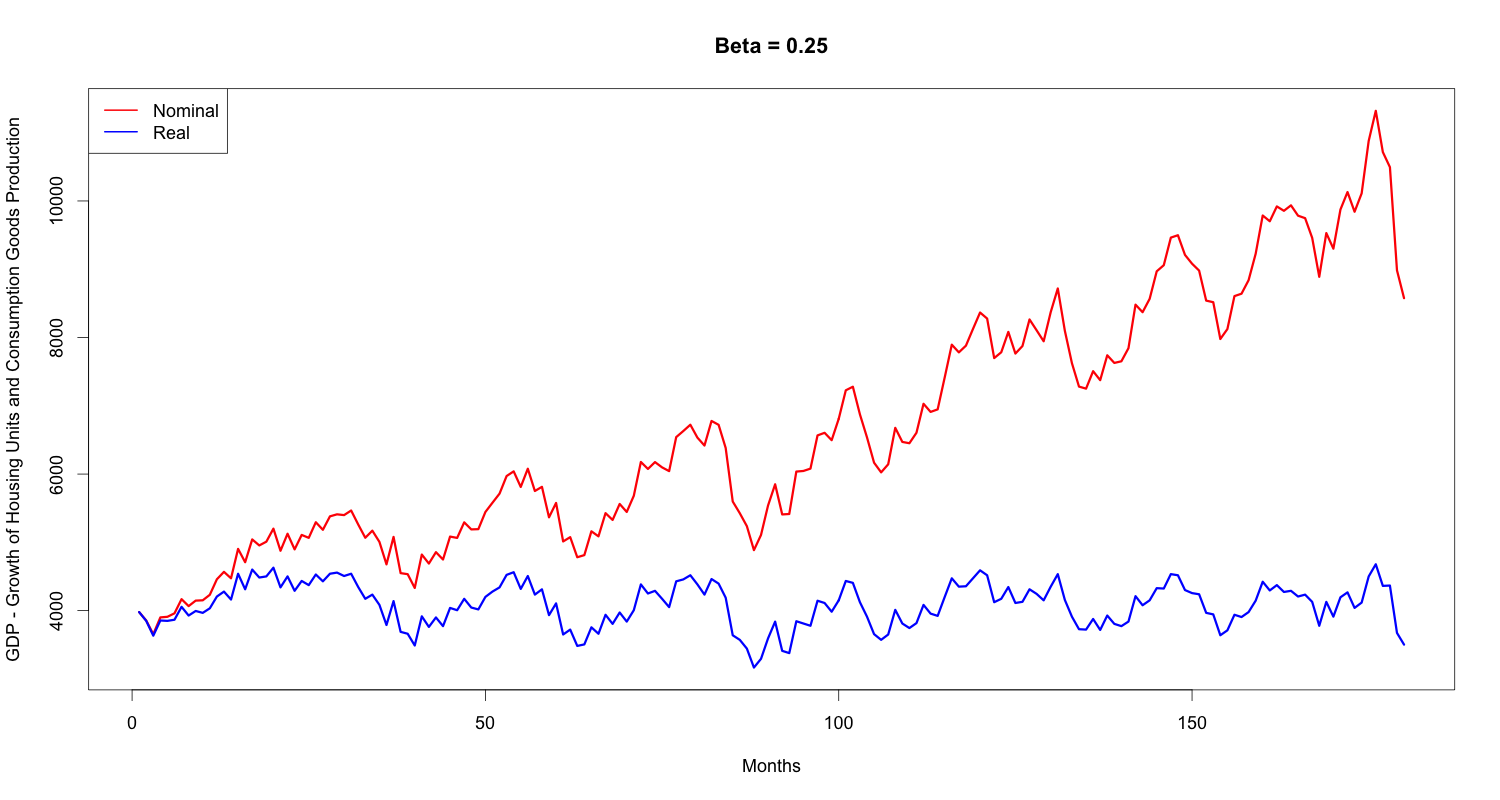 Beta = 0.25
Nominal
Real
GDP - Growth of Housing Units and Consumption Goods Production
10000
8000
6000
4000
0 50 100 150
Months